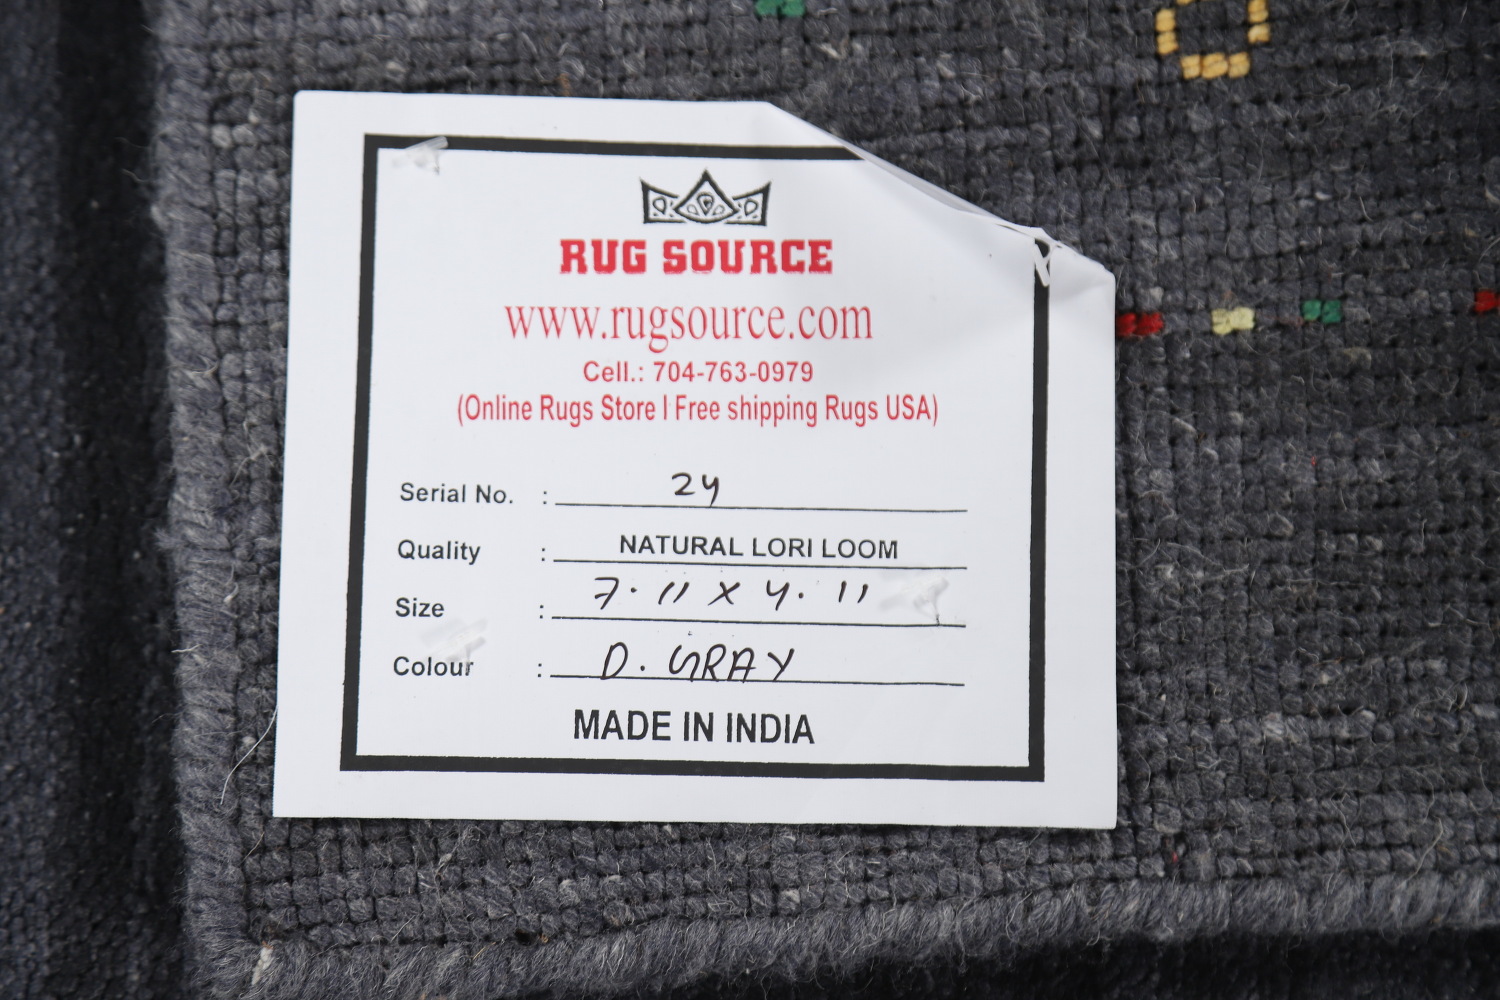 RUG SOURCE
www.rugsource.com
Cell.: 704-763-0979
(Online Rugs Store | Free shipping Rugs USA)
Serial No. : 24
Quality : NATURAL LORI LOOM
Size : 7.11 X 4.11
Colour : D. GRAY
MADE IN INDIA